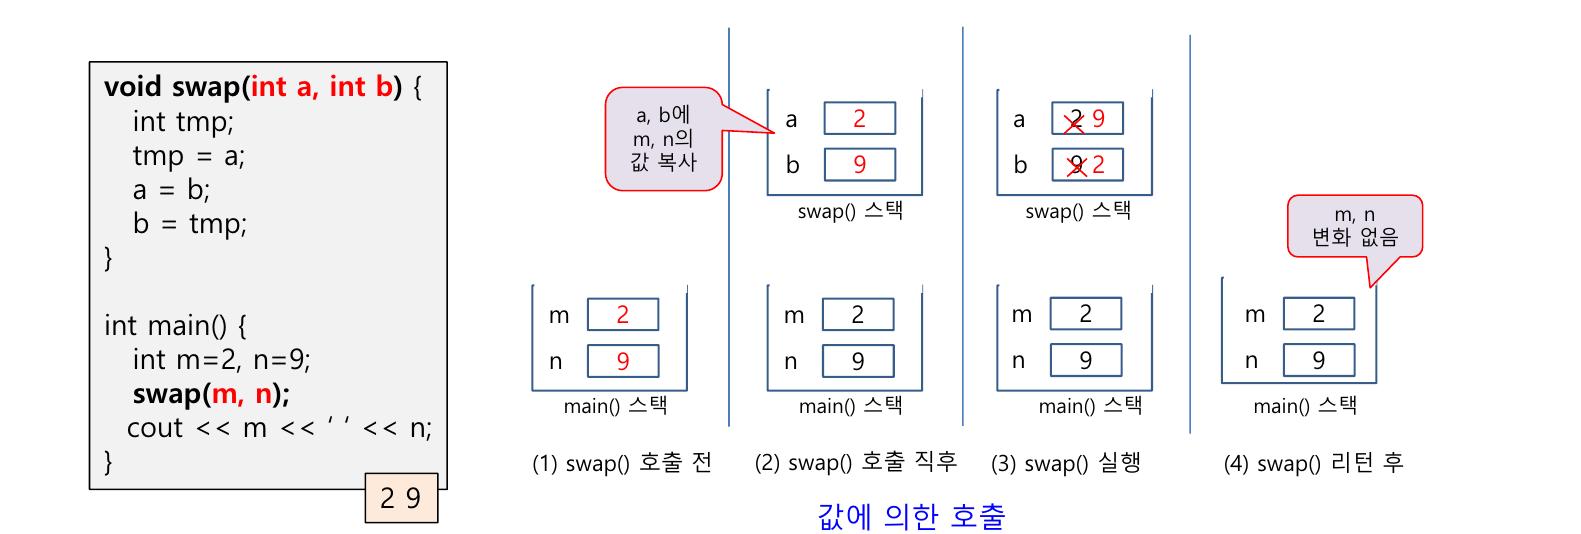 void swap(int a, int b) {
int tmp;
tmp = a;
a = b;
b = tmp;
}
int main() {
int m=2, n=9;
swap(m, n);
cout << m << ‘ ‘ << n;
}
2 9
m 2
n 9
main() 스택
(1) swap() 호출 전
a, b에
m, n의
값 복사
a 2
b 9
swap() 스택
m 2
n 9
main() 스택
(2) swap() 호출 직후
a 2 9
b 9 2
swap() 스택
m 2
n 9
main() 스택
(3) swap() 실행
m, n
변화 없음
m 2
n 9
main() 스택
(4) swap() 리턴 후
값에 의한 호출